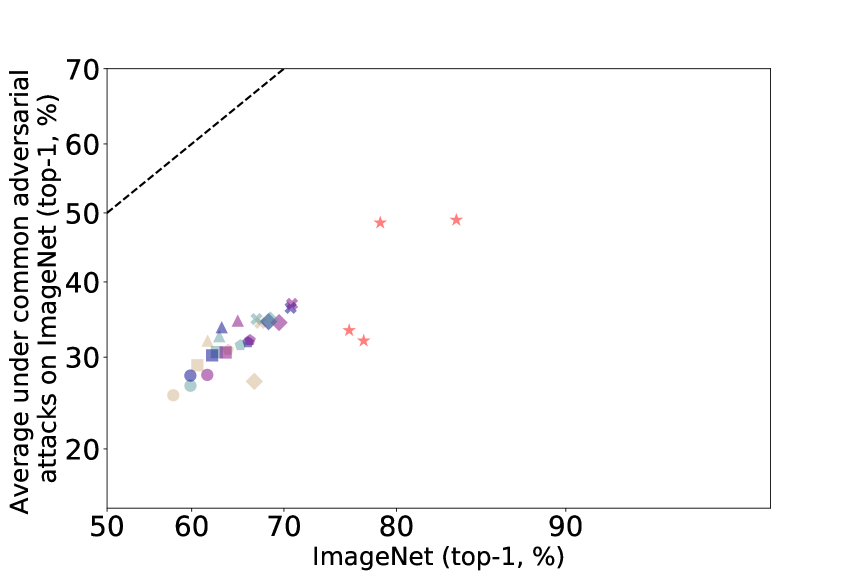 Average under common adversarial
attacks on ImageNet (top-1, %)
70
60
50
40
30
20
50 60 70 80 90
ImageNet (top-1, %)